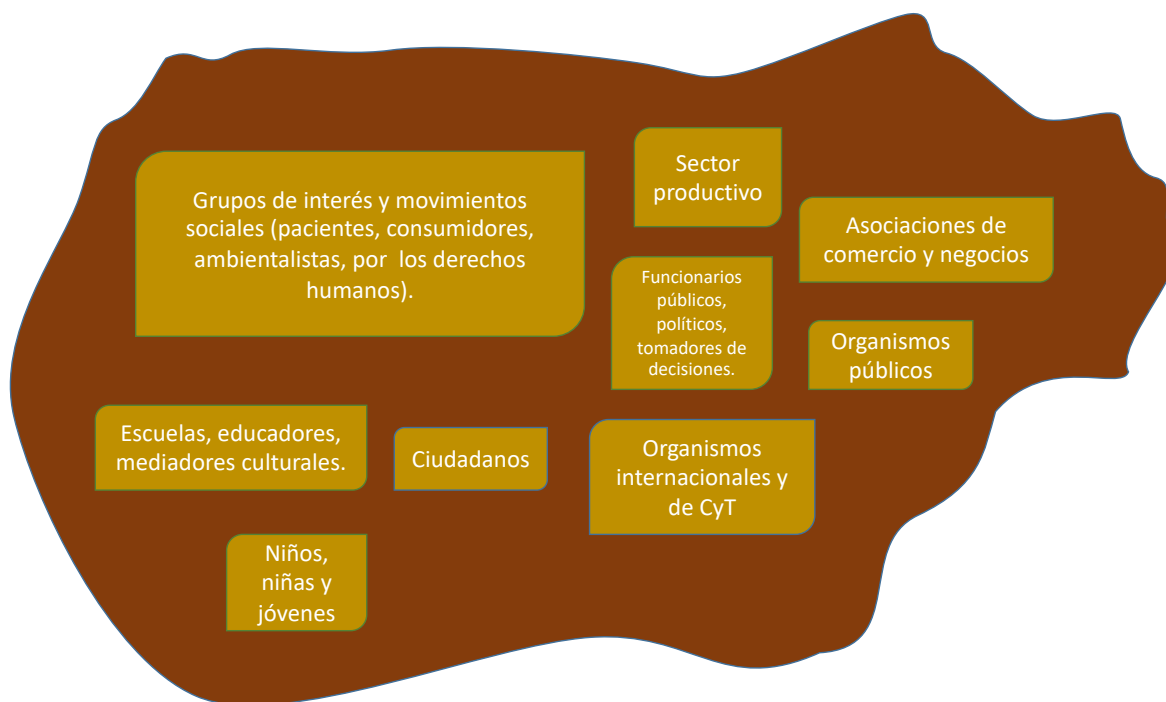 Grupos de interés y movimientos
sociales (pacientes, consumidores,
ambientalistas, por  los derechos
humanos).
Sector
productivo
Asociaciones de
comercio y negocios
Funcionarios
públicos,
políticos,
tomadores de
decisiones.
Organismos
públicos
Escuelas, educadores,
mediadores culturales.
Ciudadanos
Organismos
internacionales y
de CyT
Niños,
niñas y
jóvenes